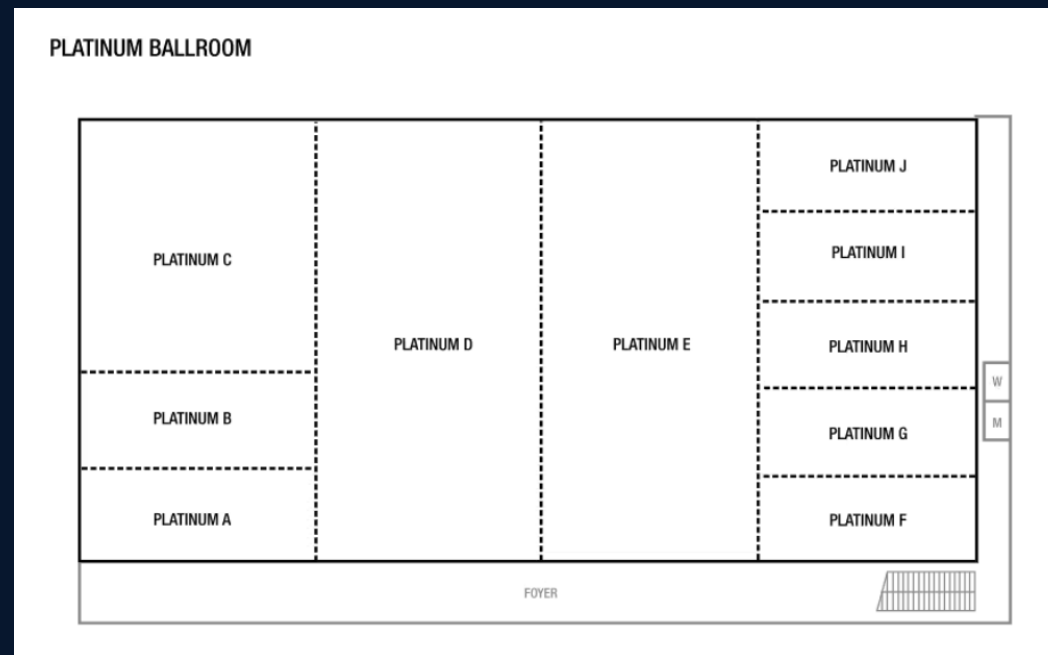 PLATINUM BALLROOM
PLATINUM C
PLATINUM B
PLATINUM A
PLATINUM D
PLATINUM E
PLATINUM J
PLATINUM I
PLATINUM H
PLATINUM G
PLATINUM F
W
M
FOYER